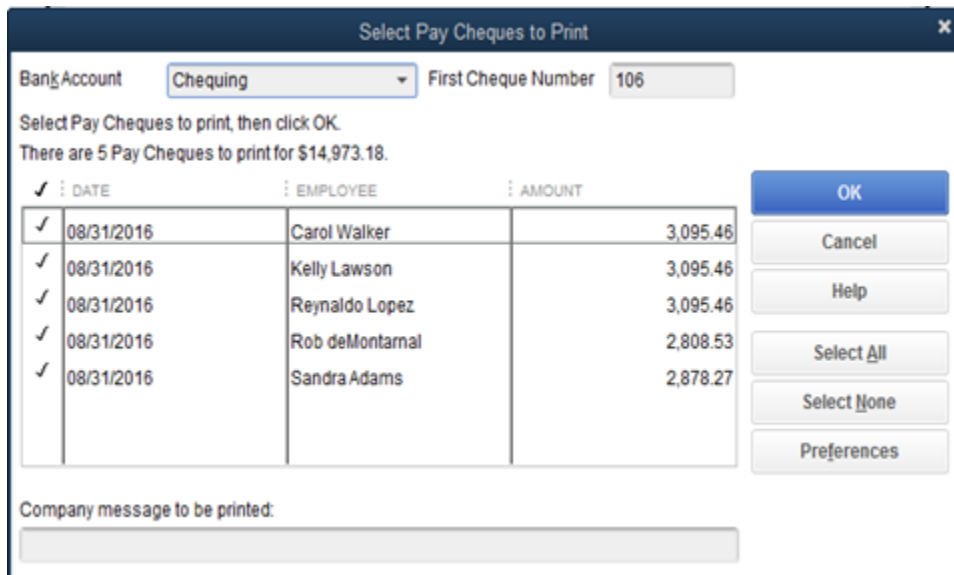 Select Pay Cheques to Print
Bank Account Chequing First Cheque Number 106
Select Pay Cheques to print, then click OK.
There are 5 Pay Cheques to print for $14,973.18.
DATE EMPLOYEE AMOUNT
08/31/2016 Carol Walker 3,095.46
08/31/2016 Kelly Lawson 3,095.46
08/31/2016 Reynaldo Lopez 3,095.46
08/31/2016 Rob deMontarnal 2,808.53
08/31/2016 Sandra Adams 2,878.27
OK
Cancel
Help
Select All
Select None
Preferences
Company message to be printed: